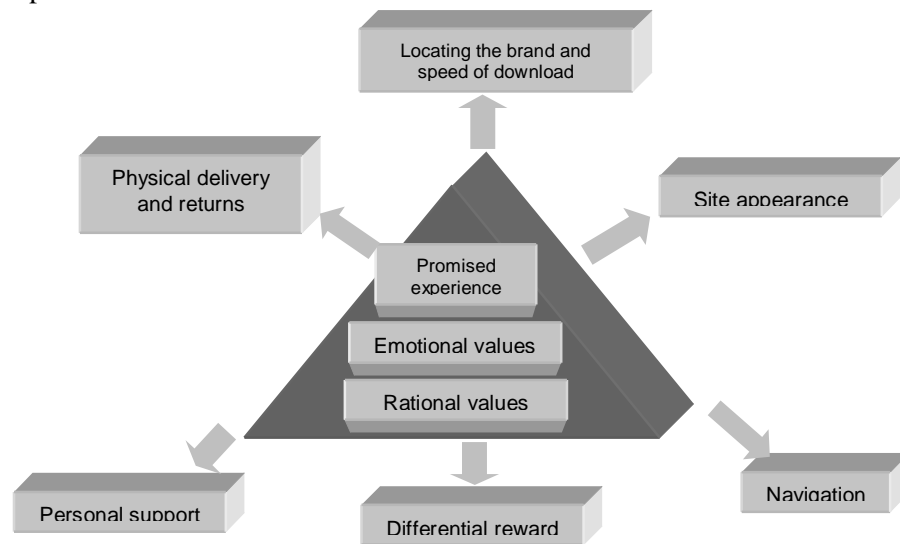 Locating the brand and
speed of download
Physical delivery
and returns
Site appearance
Promised
experience
Emotional values
Rational values
Personal support
Differential reward
Navigation